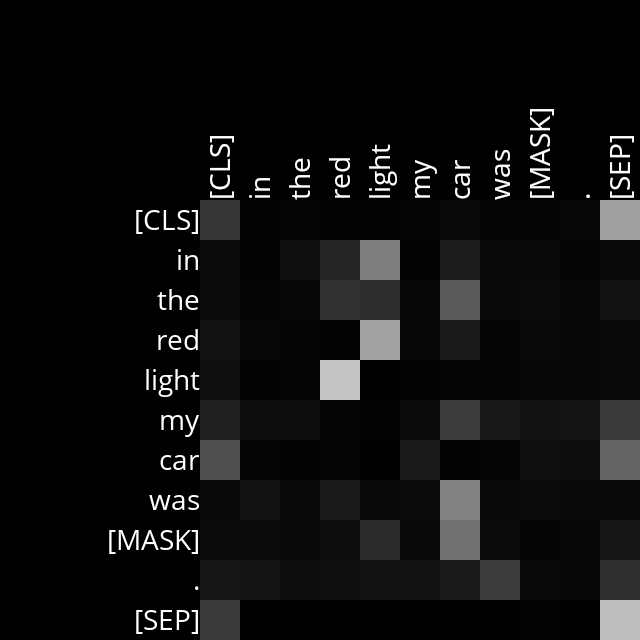 [CLS] in the red light my car was [MASK] . [SEP]
[CLS]
in
the
red
light
my
car
was
[MASK]
.
[SEP]